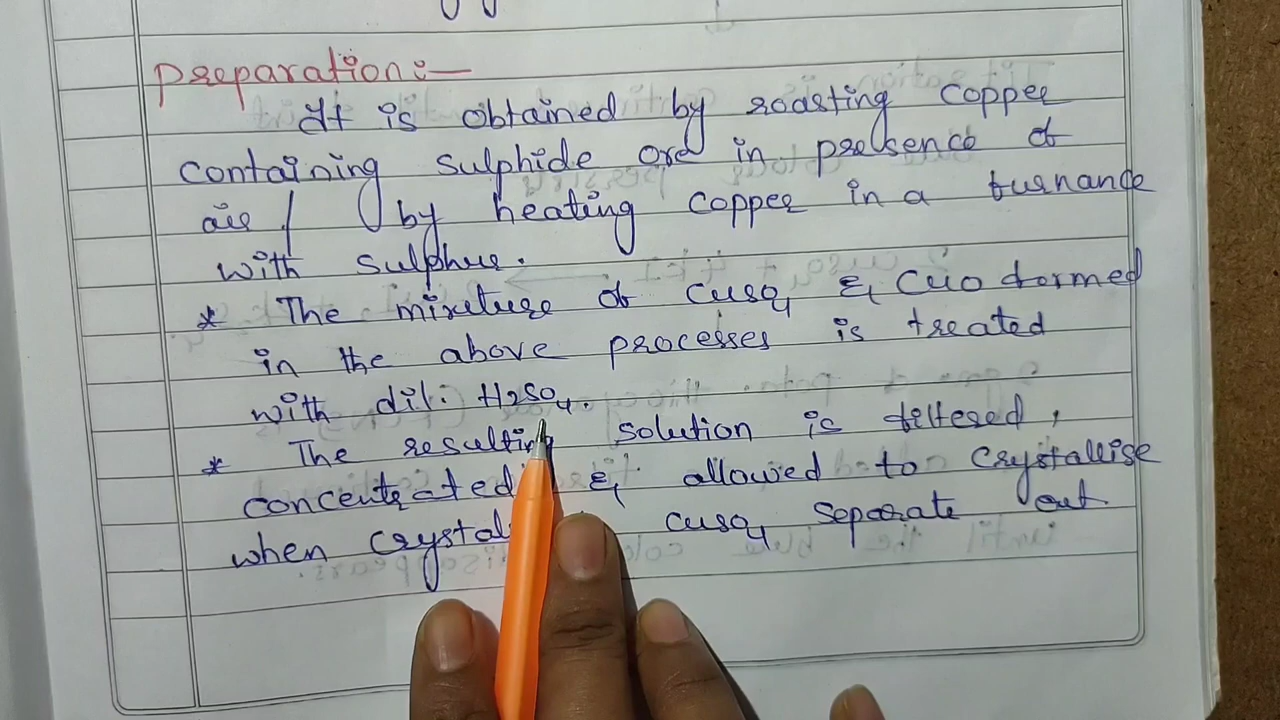 Preparation:-
It is obtained by roasting copper
containing sulphide ore in presence of
air / by heating copper in a furnance
with sulphur.
* The mixture of CuSO4 & CuO formed
in the above processes is treated
with dil. H2SO4.
* The resulting solution is filtered,
concentrated & allowed to crystallise
when crystal CuSO4 separate out